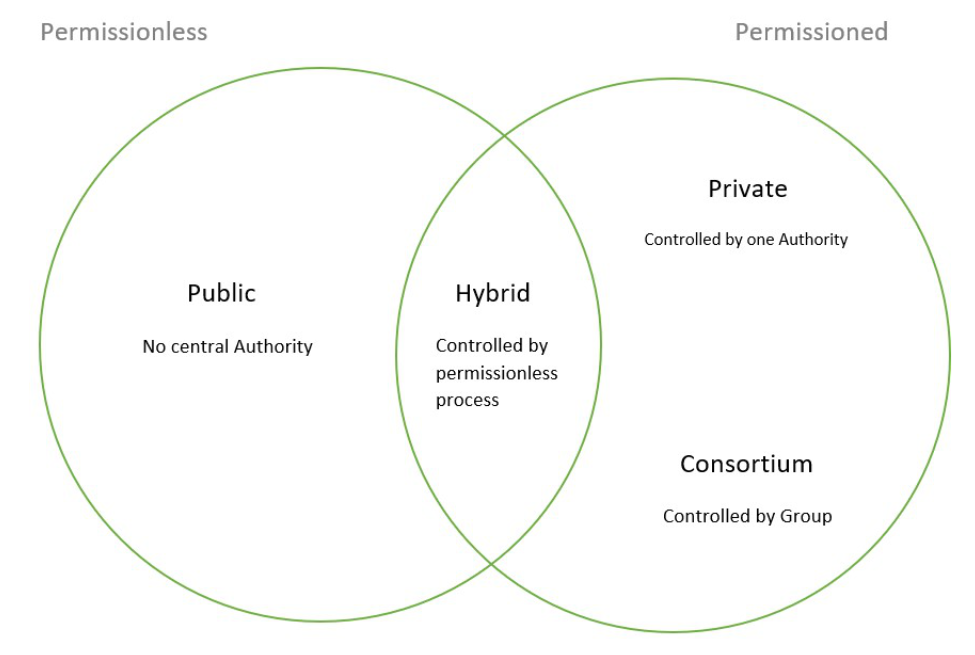 Permissionless
Permissioned
Public
No central Authority
Hybrid
Controlled by
permissionless
process
Private
Controlled by one Authority
Consortium
Controlled by Group